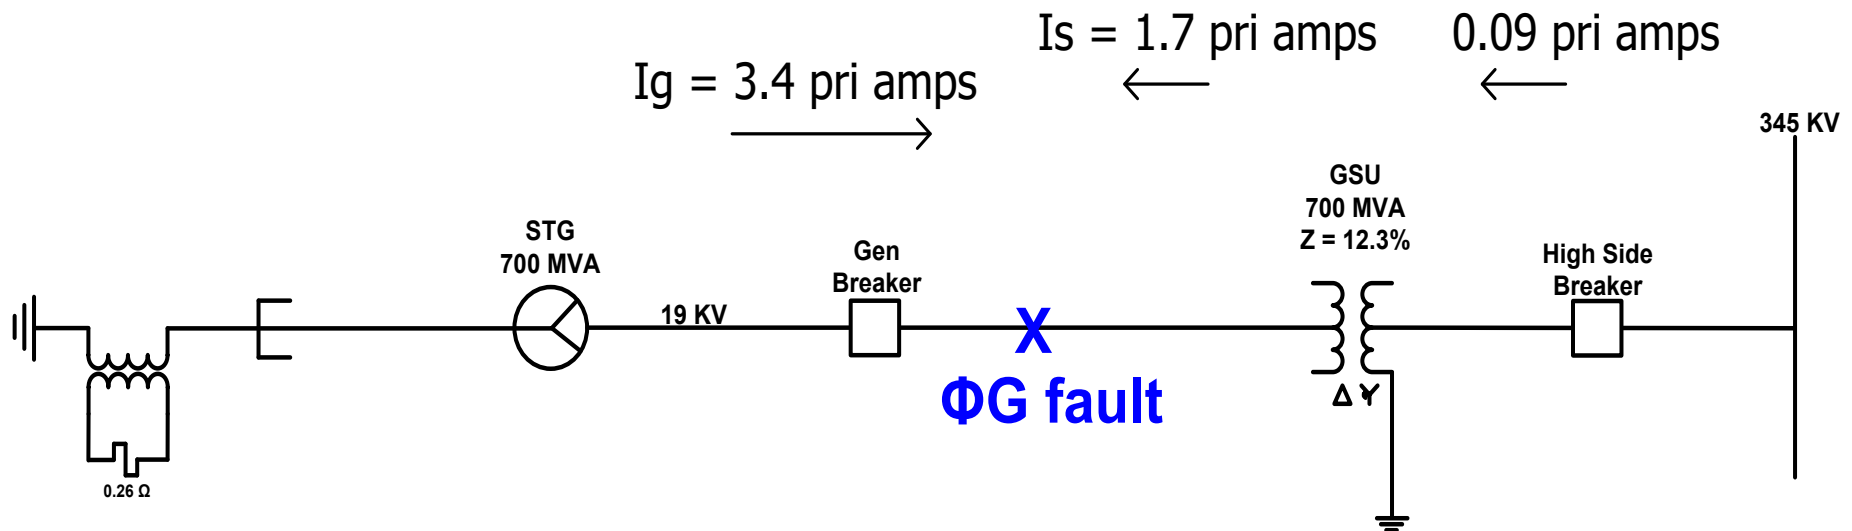 Is = 1.7 pri amps
0.09 pri amps
Ig = 3.4 pri amps
345 KV
GSU
700 MVA
Z = 12.3%
STG
700 MVA
Gen
Breaker
High Side
Breaker
19 KV
X
ΦG fault
Δ Y
0.26 Ω